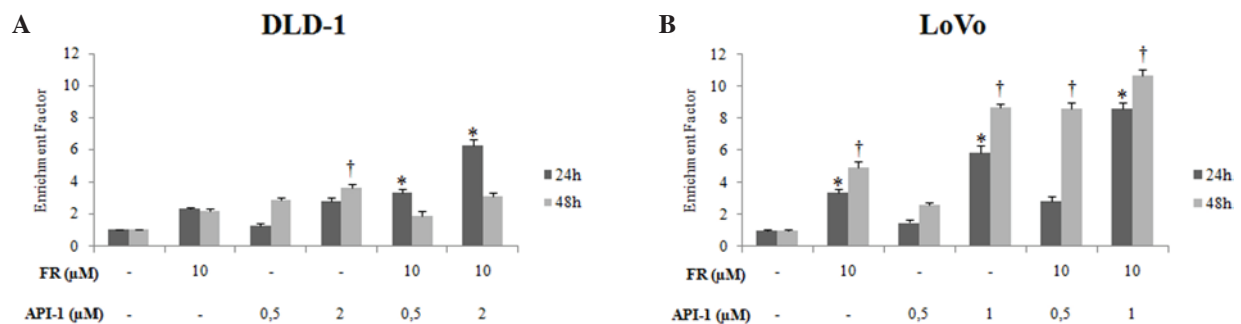 A
DLD-1
Enrichment Factor
12
10
8
6
4
2
0
†
*
*
24h
48h
FR (µM) - 10 - - 10 10
API-1 (µM) - - 0,5 2 0,5 2
B
LoVo
Enrichment Factor
12
10
8
6
4
2
0
*
†
*
†
†
*
†
24h
48h
FR (µM) - 10 - - 10 10
API-1 (µM) - - 0,5 1 0,5 1